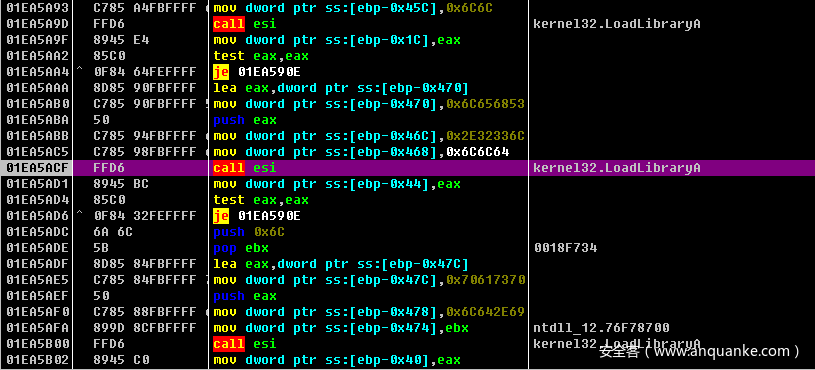 01EA5A93 C785 A4FBFFFF mov dword ptr ss:[ebp-0x45C],0x6C6C
01EA5A9D FFD6 call esi kernel32.LoadLibraryA
01EA5A9F 8945 E4 mov dword ptr ss:[ebp-0x1C],eax
01EA5AA2 85C0 test eax,eax
01EA5AA4 ^ 0F84 64FEFFFF je 01EA590E
01EA5AAA 8D85 90FBFFFF lea eax,dword ptr ss:[ebp-0x470]
01EA5AB0 C785 90FBFFFF mov dword ptr ss:[ebp-0x470],0x6C656853
01EA5ABA 50 push eax
01EA5ABB C785 94FBFFFF mov dword ptr ss:[ebp-0x46C],0x2E32336C
01EA5AC5 C785 98FBFFFF mov dword ptr ss:[ebp-0x468],0x6C6C64
01EA5ACF FFD6 call esi kernel32.LoadLibraryA
01EA5AD1 8945 BC mov dword ptr ss:[ebp-0x44],eax
01EA5AD4 85C0 test eax,eax
01EA5AD6 ^ 0F84 32FEFFFF je 01EA590E
01EA5ADC 6A 6C push 0x6C
01EA5ADE 5B pop ebx 0018F734
01EA5ADF 8D85 84FBFFFF lea eax,dword ptr ss:[ebp-0x47C]
01EA5AE5 C785 84FBFFFF mov dword ptr ss:[ebp-0x47C],0x70617370
01EA5AEF 50 push eax
01EA5AF0 C785 88FBFFFF mov dword ptr ss:[ebp-0x478],0x6C642E69
01EA5AFA 899D 8CFBFFFF mov dword ptr ss:[ebp-0x474],ebx ntdll_12.76F78700
01EA5B00 FFD6 call esi kernel32.LoadLibraryA
01EA5B02 8945 C0 mov dword ptr ss:[ebp-0x40],eax
安全客(www.anquanke.com)